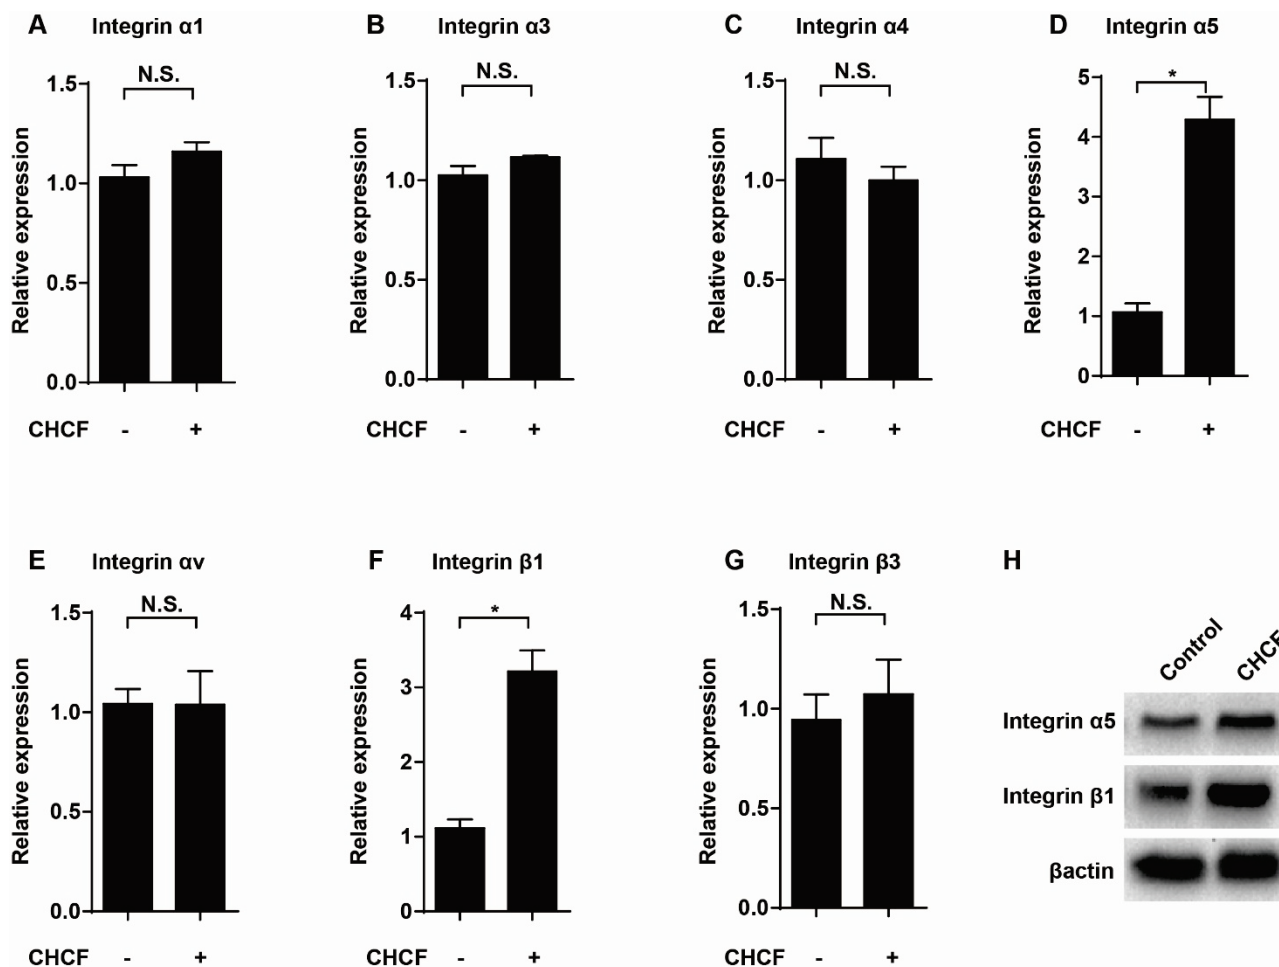 A Integrin α1
N.S.
1.5
1.0
0.5
0.0
Relative expression
CHCF - +
B Integrin α3
N.S.
1.5
1.0
0.5
0.0
Relative expression
CHCF - +
C Integrin α4
N.S.
1.5
1.0
0.5
0.0
Relative expression
CHCF - +
D Integrin α5
*
5
4
3
2
1
0
Relative expression
CHCF - +
E Integrin αv
N.S.
1.5
1.0
0.5
0.0
Relative expression
CHCF - +
F Integrin β1
*
4
3
2
1
0
Relative expression
CHCF - +
G Integrin β3
N.S.
1.5
1.0
0.5
0.0
Relative expression
CHCF - +
H
Control
CHCF
Integrin α5
Integrin β1
βactin